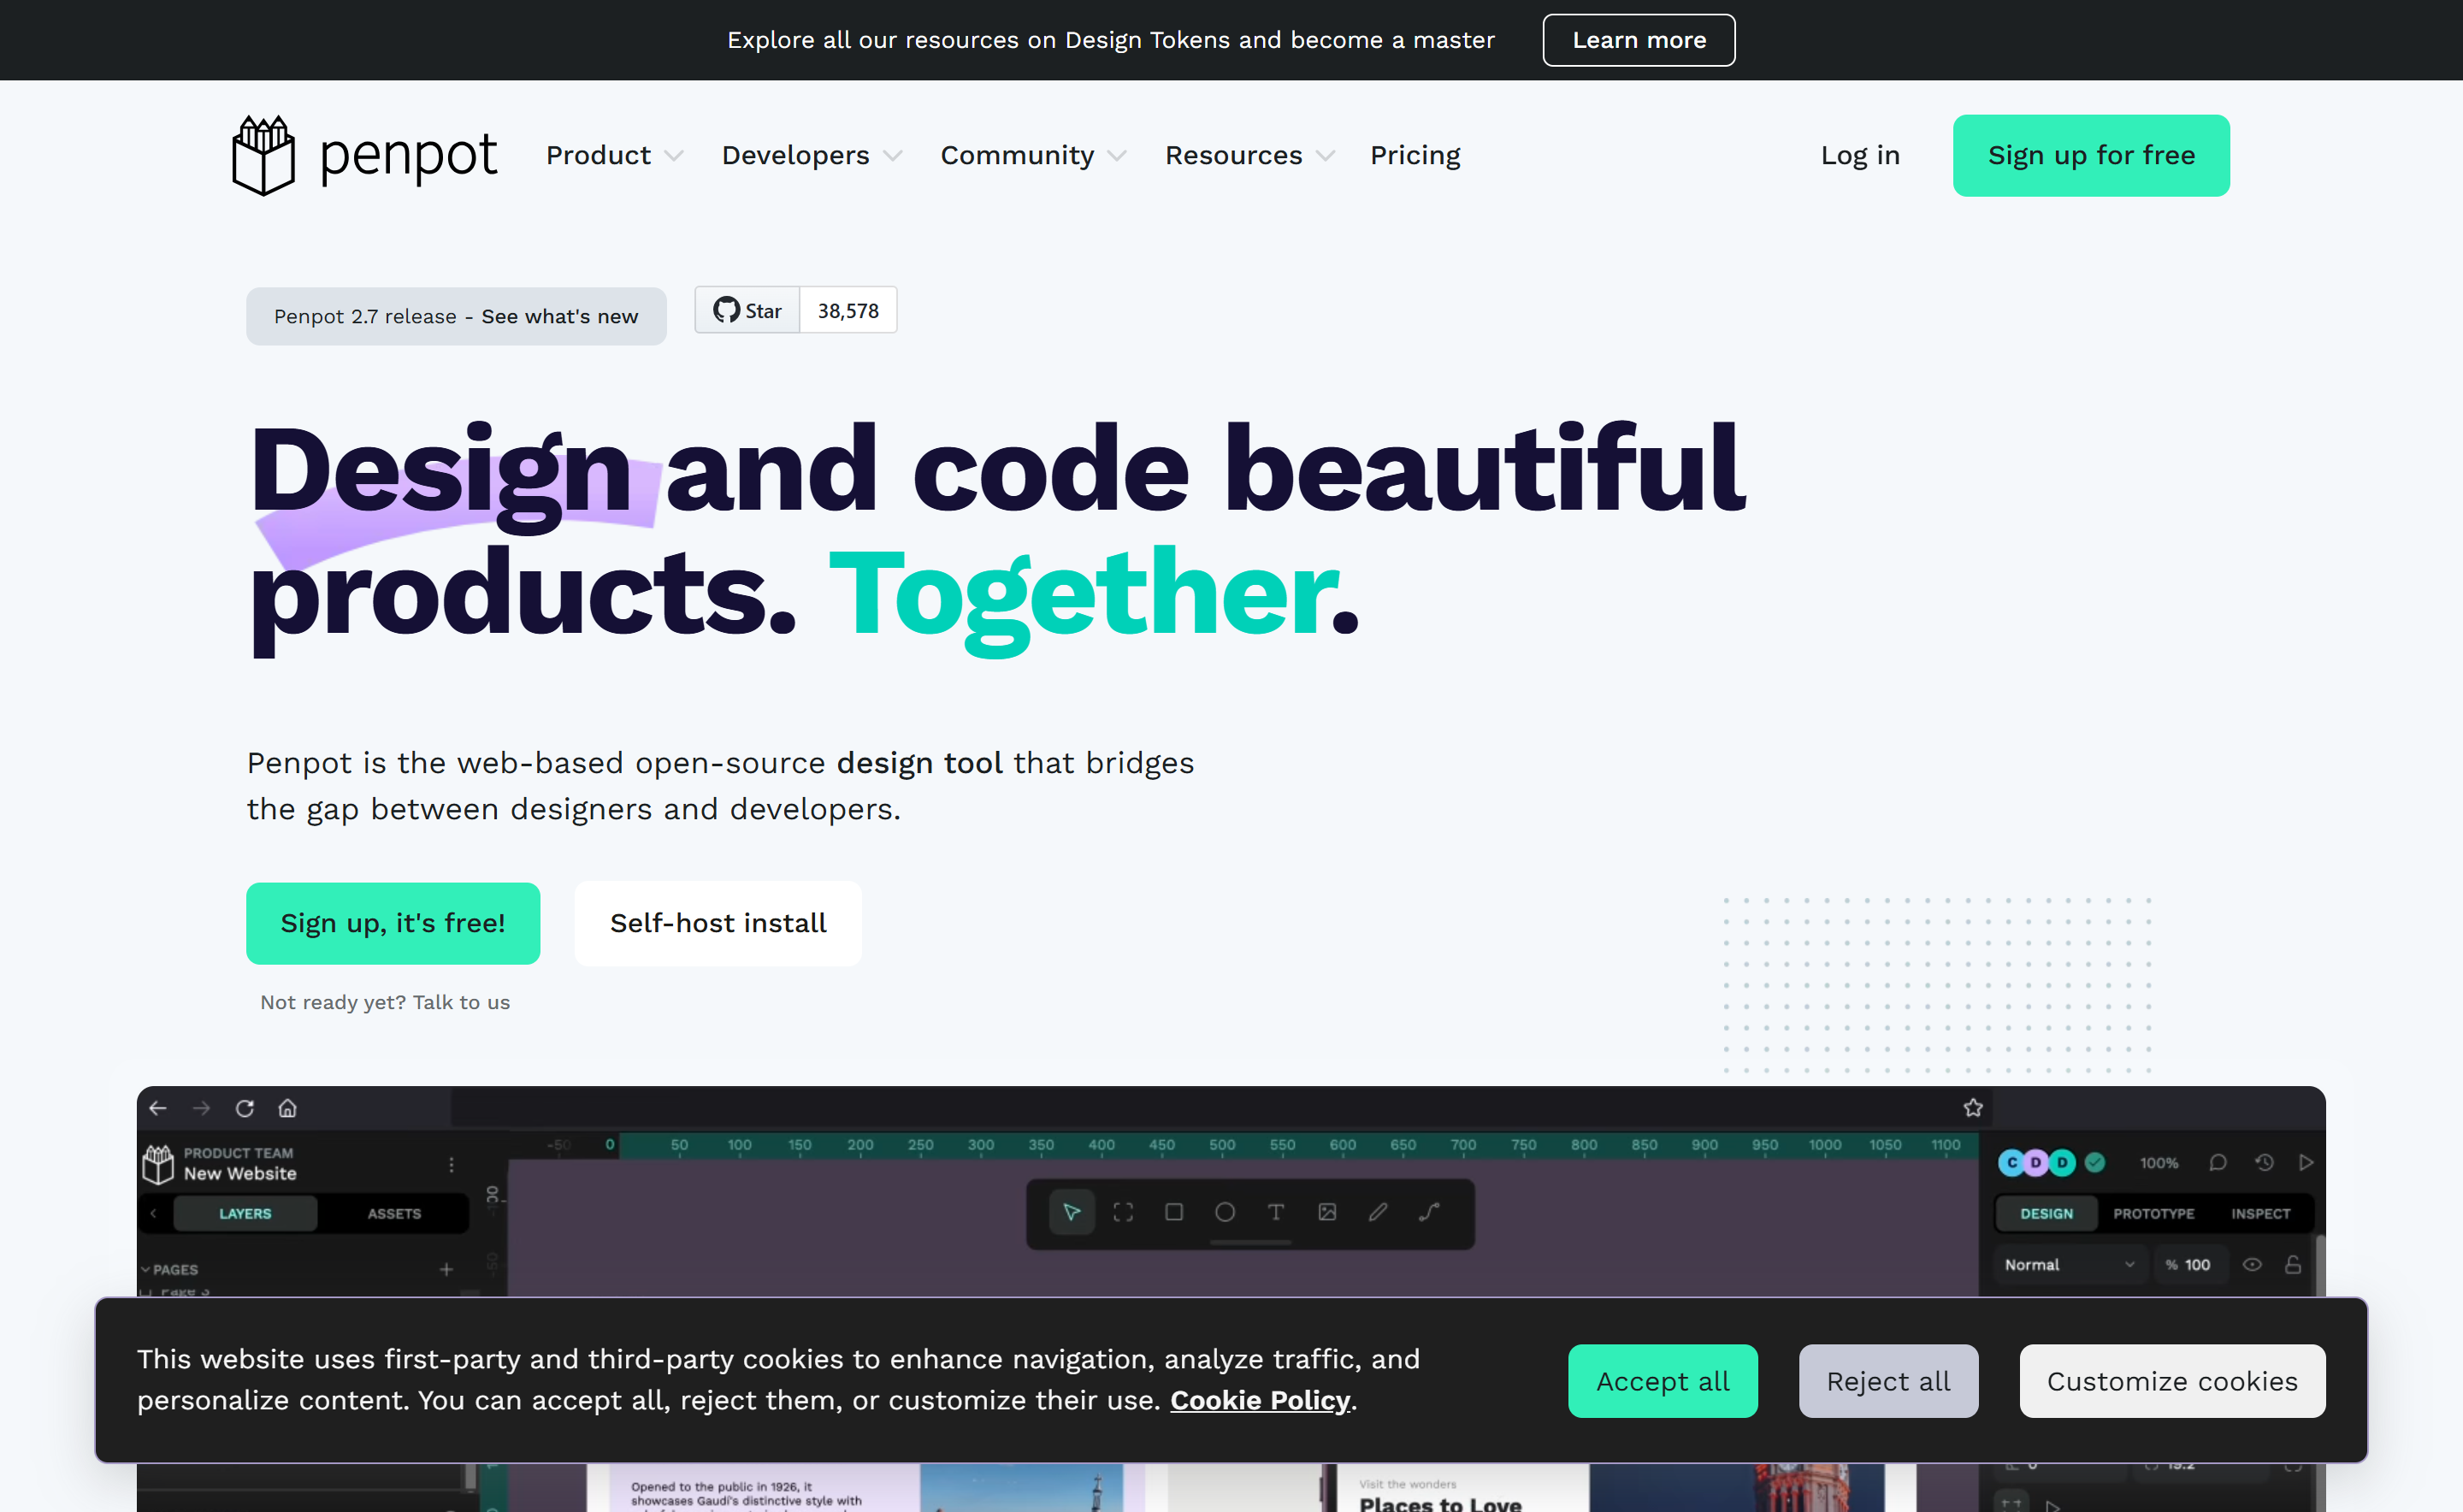 Explore all our resources on Design Tokens and become a master
Learn more
penpot
Product
Developers
Community
Resources
Pricing
Log in
Sign up for free
Penpot 2.7 release - See what's new
Star
38,578
Design and code beautiful
products. Together.
Penpot is the web-based open-source design tool that bridges
the gap between designers and developers.
Sign up, it's free!
Self-host install
Not ready yet? Talk to us
-50 0 50 100 150 200 250 300 350 400 450 500 550 600 650 700 750 800 850 900 950 1000 1050 1100
PRODUCT TEAM
New Website
C D D
100%
-100
LAYERS
ASSETS
DESIGN
PROTOTYPE
INSPECT
-50
PAGES
Normal
% 100
Page 3
This website uses first-party and third-party cookies to enhance navigation, analyze traffic, and
personalize content. You can accept all, reject them, or customize their use. Cookie Policy.
Accept all
Reject all
Customize cookies
Opened to the public in 1926, it
showcases Gaudí's distinctive style with
Visit the wonders
Places to Love